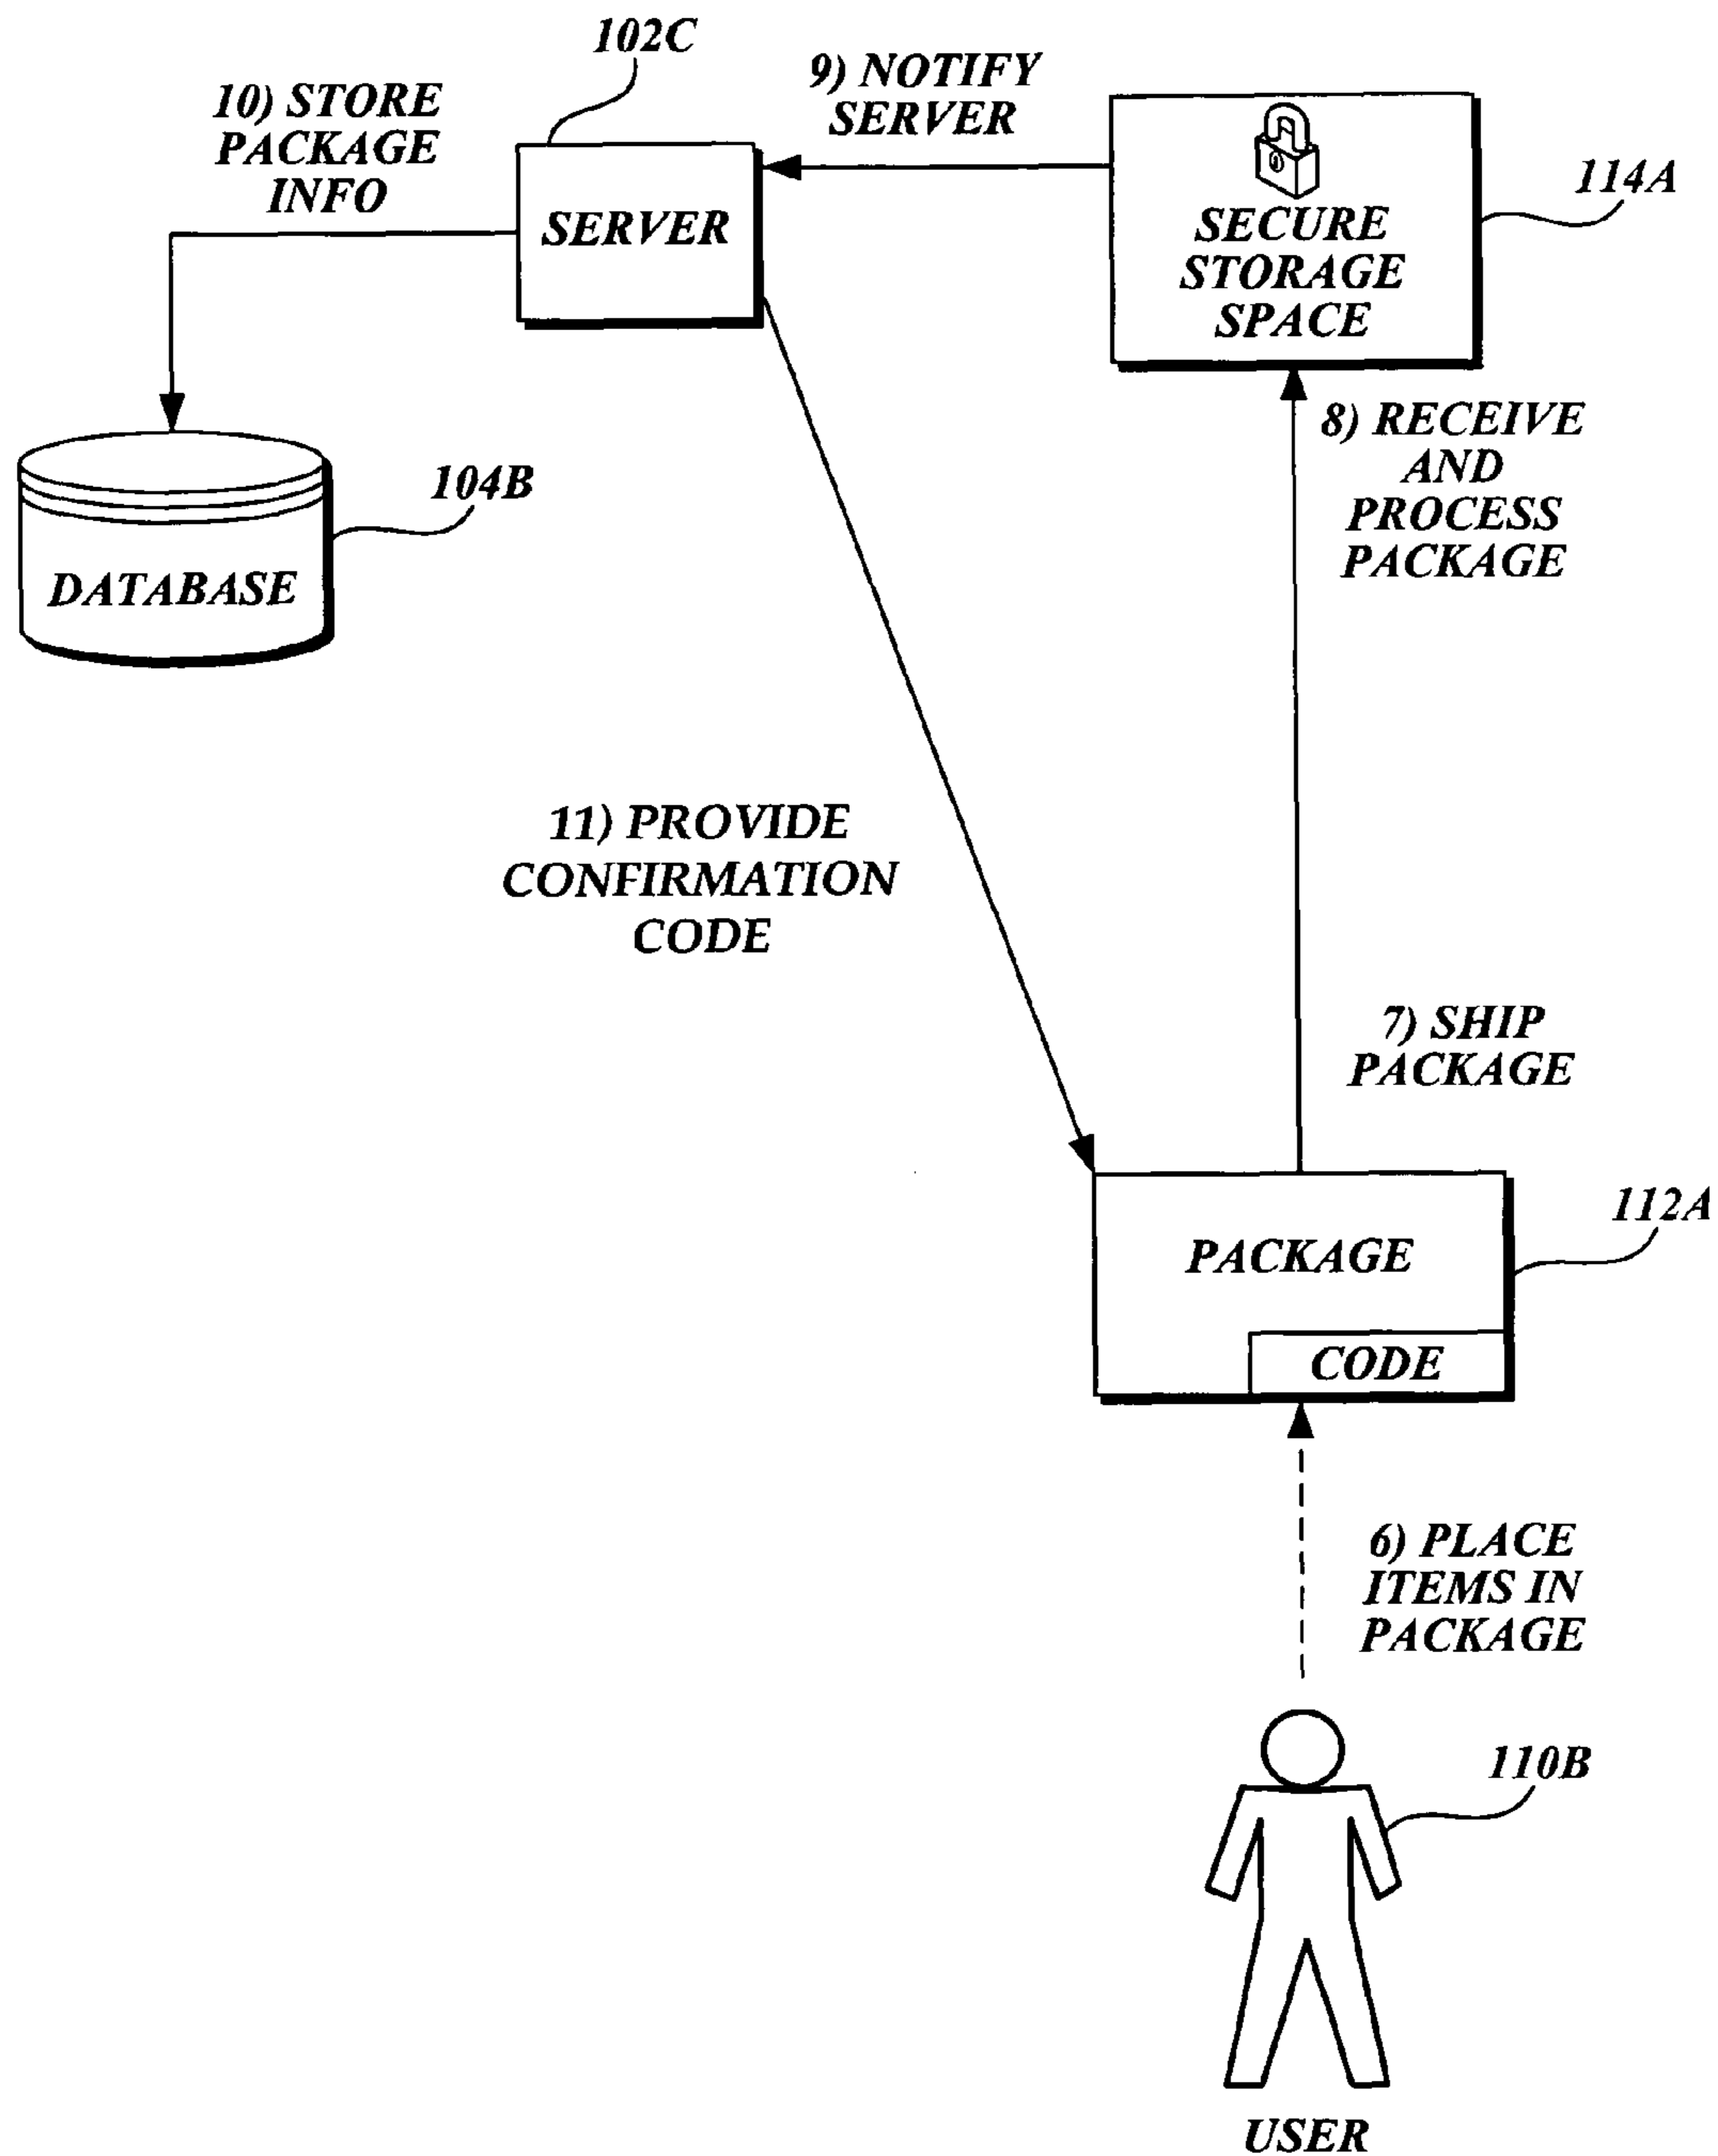 102C
9) NOTIFY
SERVER
10) STORE
PACKAGE
INFO
SERVER
114A
SECURE
STORAGE
SPACE
8) RECEIVE
AND
PROCESS
PACKAGE
104B
DATABASE
11) PROVIDE
CONFIRMATION
CODE
7) SHIP
PACKAGE
112A
PACKAGE
CODE
6) PLACE
ITEMS IN
PACKAGE
110B
USER